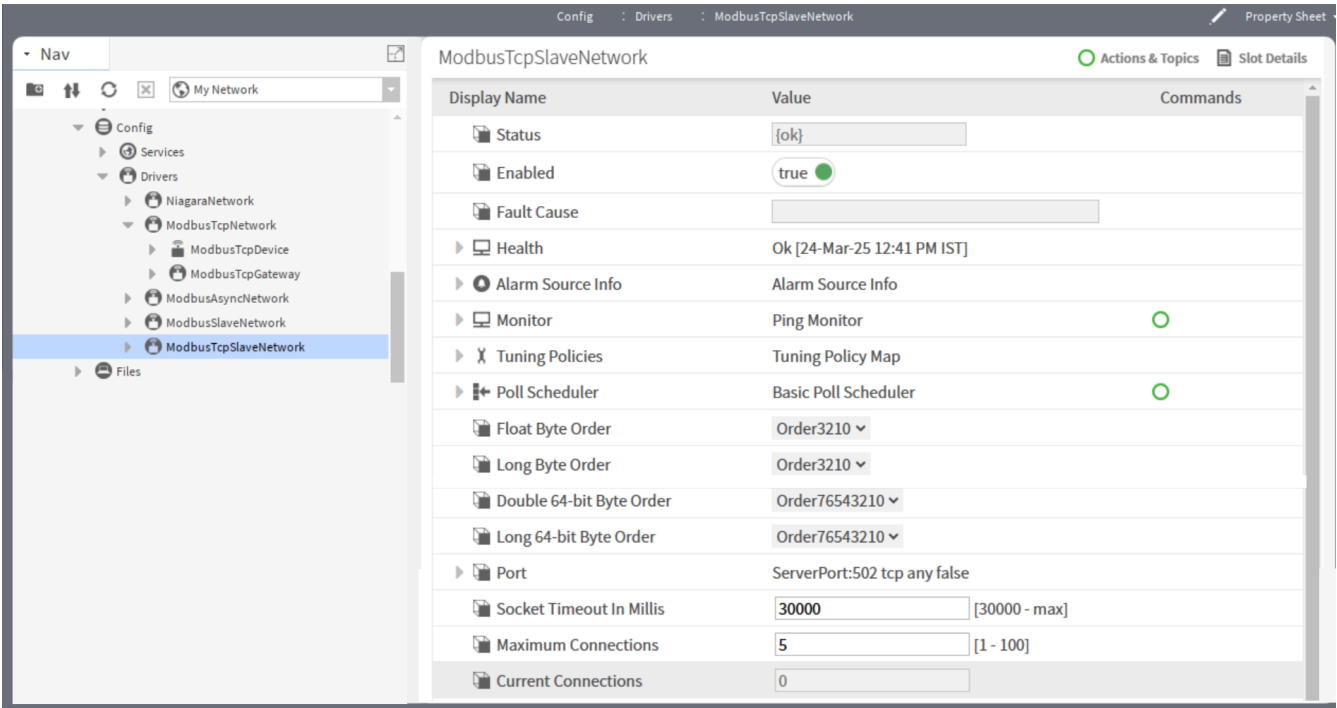 Config : Drivers : ModbusTcpSlaveNetwork Property Sheet
Nav
My Network
Config
Services
Drivers
NiagaraNetwork
ModbusTcpNetwork
ModbusTcpDevice
ModbusTcpGateway
ModbusAsyncNetwork
ModbusSlaveNetwork
ModbusTcpSlaveNetwork
Files
ModbusTcpSlaveNetwork Actions & Topics Slot Details
Display Name Value Commands
Status {ok}
Enabled true
Fault Cause
Health Ok [24-Mar-25 12:41 PM IST]
Alarm Source Info Alarm Source Info
Monitor Ping Monitor
Tuning Policies Tuning Policy Map
Poll Scheduler Basic Poll Scheduler
Float Byte Order Order3210
Long Byte Order Order3210
Double 64-bit Byte Order Order76543210
Long 64-bit Byte Order Order76543210
Port ServerPort:502 tcp any false
Socket Timeout In Millis 30000 [30000 - max]
Maximum Connections 5 [1 - 100]
Current Connections 0